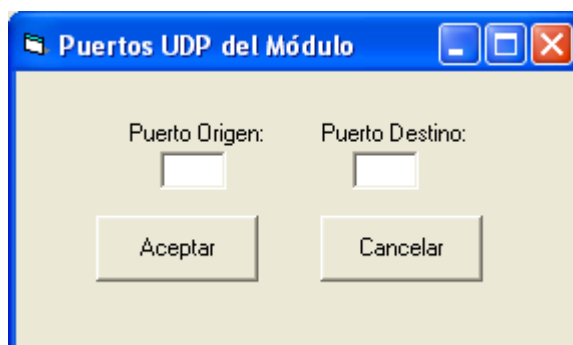 Puertos UDP del Módulo
Puerto Origen: Puerto Destino:
Aceptar Cancelar